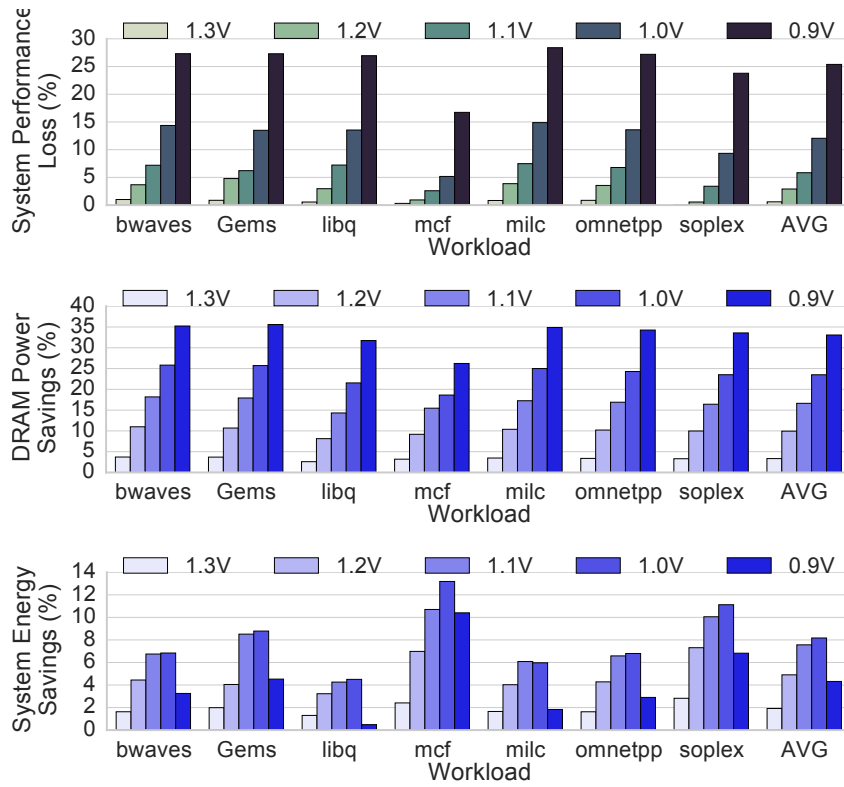 1.3V 1.2V 1.1V 1.0V 0.9V
System Performance
Loss (%)
30
25
20
15
10
5
0
bwaves Gems libq mcf milc omnetpp soplex AVG
Workload
1.3V 1.2V 1.1V 1.0V 0.9V
DRAM Power
Savings (%)
40
35
30
25
20
15
10
5
0
bwaves Gems libq mcf milc omnetpp soplex AVG
Workload
1.3V 1.2V 1.1V 1.0V 0.9V
System Energy
Savings (%)
14
12
10
8
6
4
2
0
bwaves Gems libq mcf milc omnetpp soplex AVG
Workload